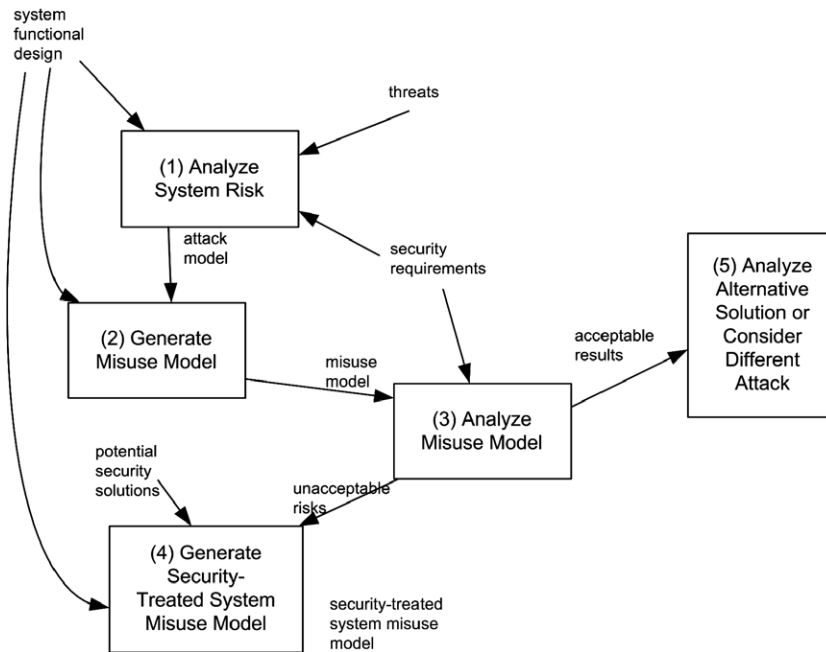 system
functional
design
threats
(1) Analyze
System Risk
attack
model
security
requirements
(5) Analyze
Alternative
Solution or
Consider
Different
Attack
(2) Generate
Misuse Model
misuse
model
acceptable
results
(3) Analyze
Misuse Model
potential
security
solutions
unacceptable
risks
(4) Generate
Security-
Treated System
Misuse Model
security-treated
system misuse
model